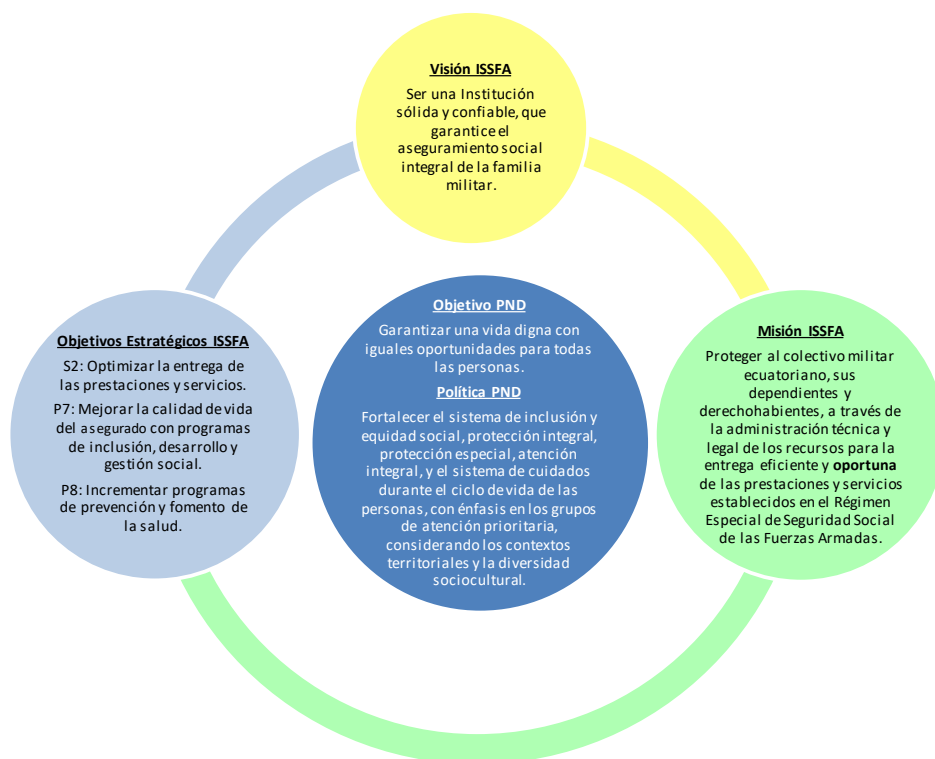 Visión ISSFA
Ser una Institución
sólida y confiable, que
garantice el
aseguramiento social
integral de la familia
militar.
Objetivos Estratégicos ISSFA
S2: Optimizar la entrega de
las prestaciones y servicios.
P7: Mejorar la calidad de vida
del asegurado con programas
de inclusión, desarrollo y
gestión social.
P8: Incrementar programas
de prevención y fomento de
la salud.
Objetivo PND
Garantizar una vida digna con
iguales oportunidades para todas
las personas.
Política PND
Fortalecer el sistema de inclusión y
equidad social, protección integral,
protección especial, atención
integral, y el sistema de cuidados
durante el ciclo de vida de las
personas, con énfasis en los grupos
de atención prioritaria,
considerando los contextos
territoriales y la diversidad
sociocultural.
Misión ISSFA
Proteger al colectivo militar
ecuatoriano, sus
dependientes y
derechohabientes, a través de
la administración técnica y
legal de los recursos para la
entrega eficiente y oportuna
de las prestaciones y servicios
establecidos en el Régimen
Especial de Seguridad Social
de las Fuerzas Armadas.